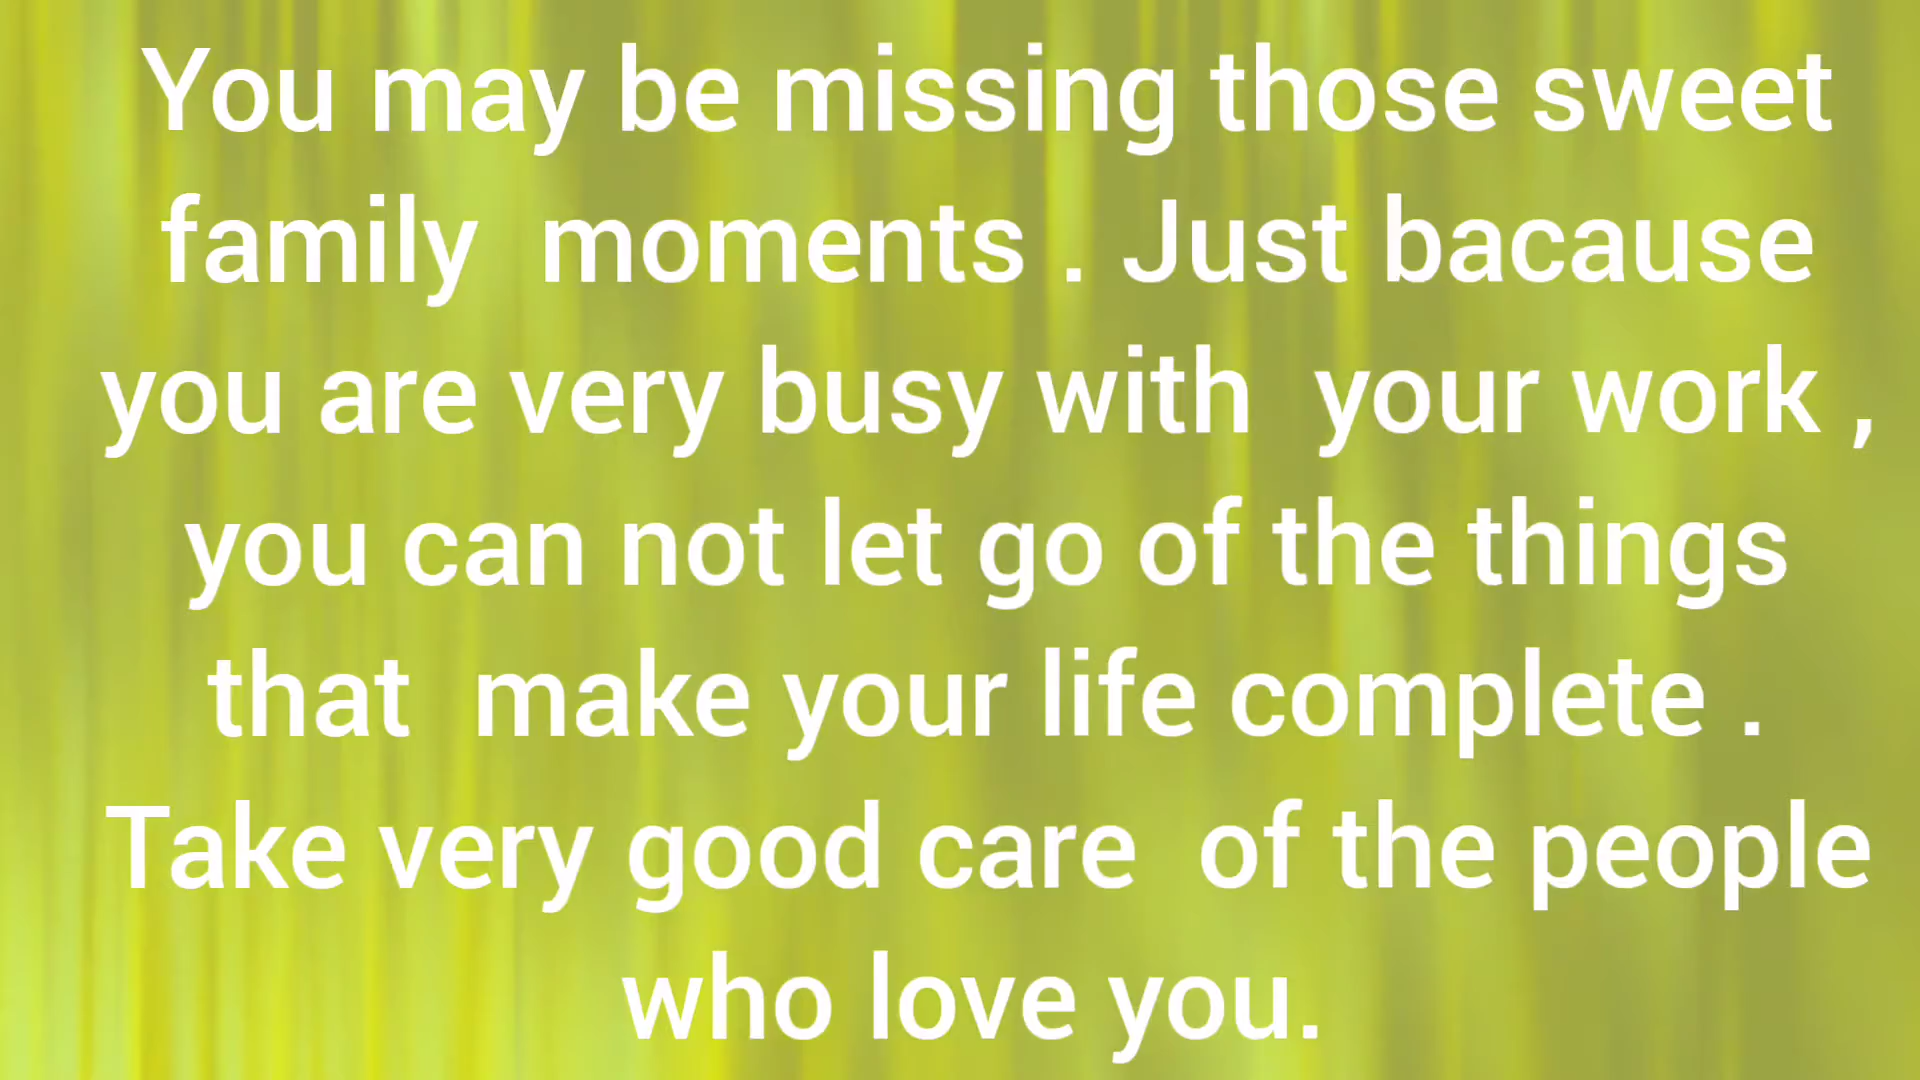 You may be missing those sweet
family  moments . Just bacause
you are very busy with  your work ,
you can not let go of the things
that  make your life complete .
Take very good care  of the people
who love you.